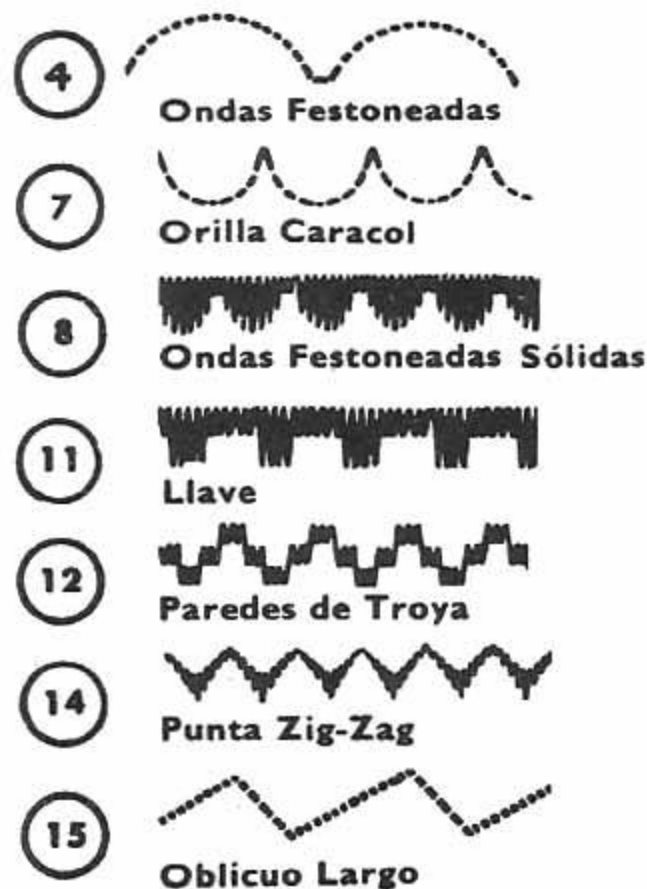 4
Ondas Festoneadas
7
Orilla Caracol
8
Ondas Festoneadas Sólidas
11
Llave
12
Paredes de Troya
14
Punta Zig-Zag
15
Oblicuo Largo